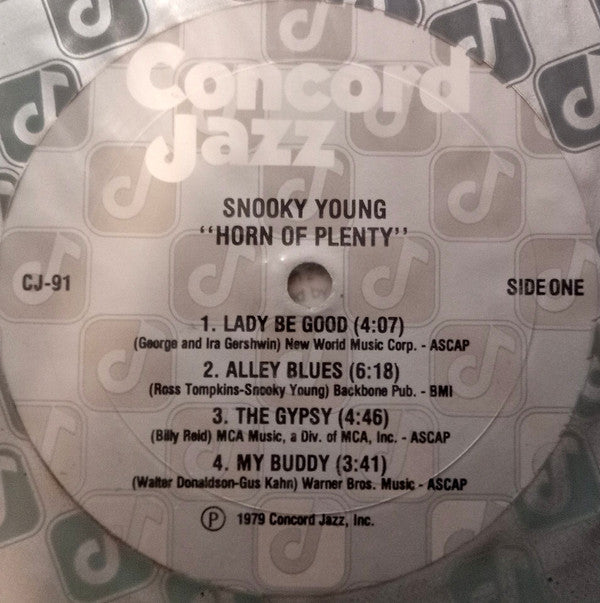 Concord
Jazz
SNOOKY YOUNG
"HORN OF PLENTY"
CJ-91
SIDE ONE
1. LADY BE GOOD (4:07)
(George and Ira Gershwin) New World Music Corp. - ASCAP
2. ALLEY BLUES (6:18)
(Ross Tompkins-Snooky Young) Backbone Pub. - BMI
3. THE GYPSY (4:46)
(Billy Reid) MCA Music, a Div. of MCA, Inc. - ASCAP
4. MY BUDDY (3:41)
(Walter Donaldson-Gus Kahn) Warner Bros. Music - ASCAP
℗ 1979 Concord Jazz, Inc.